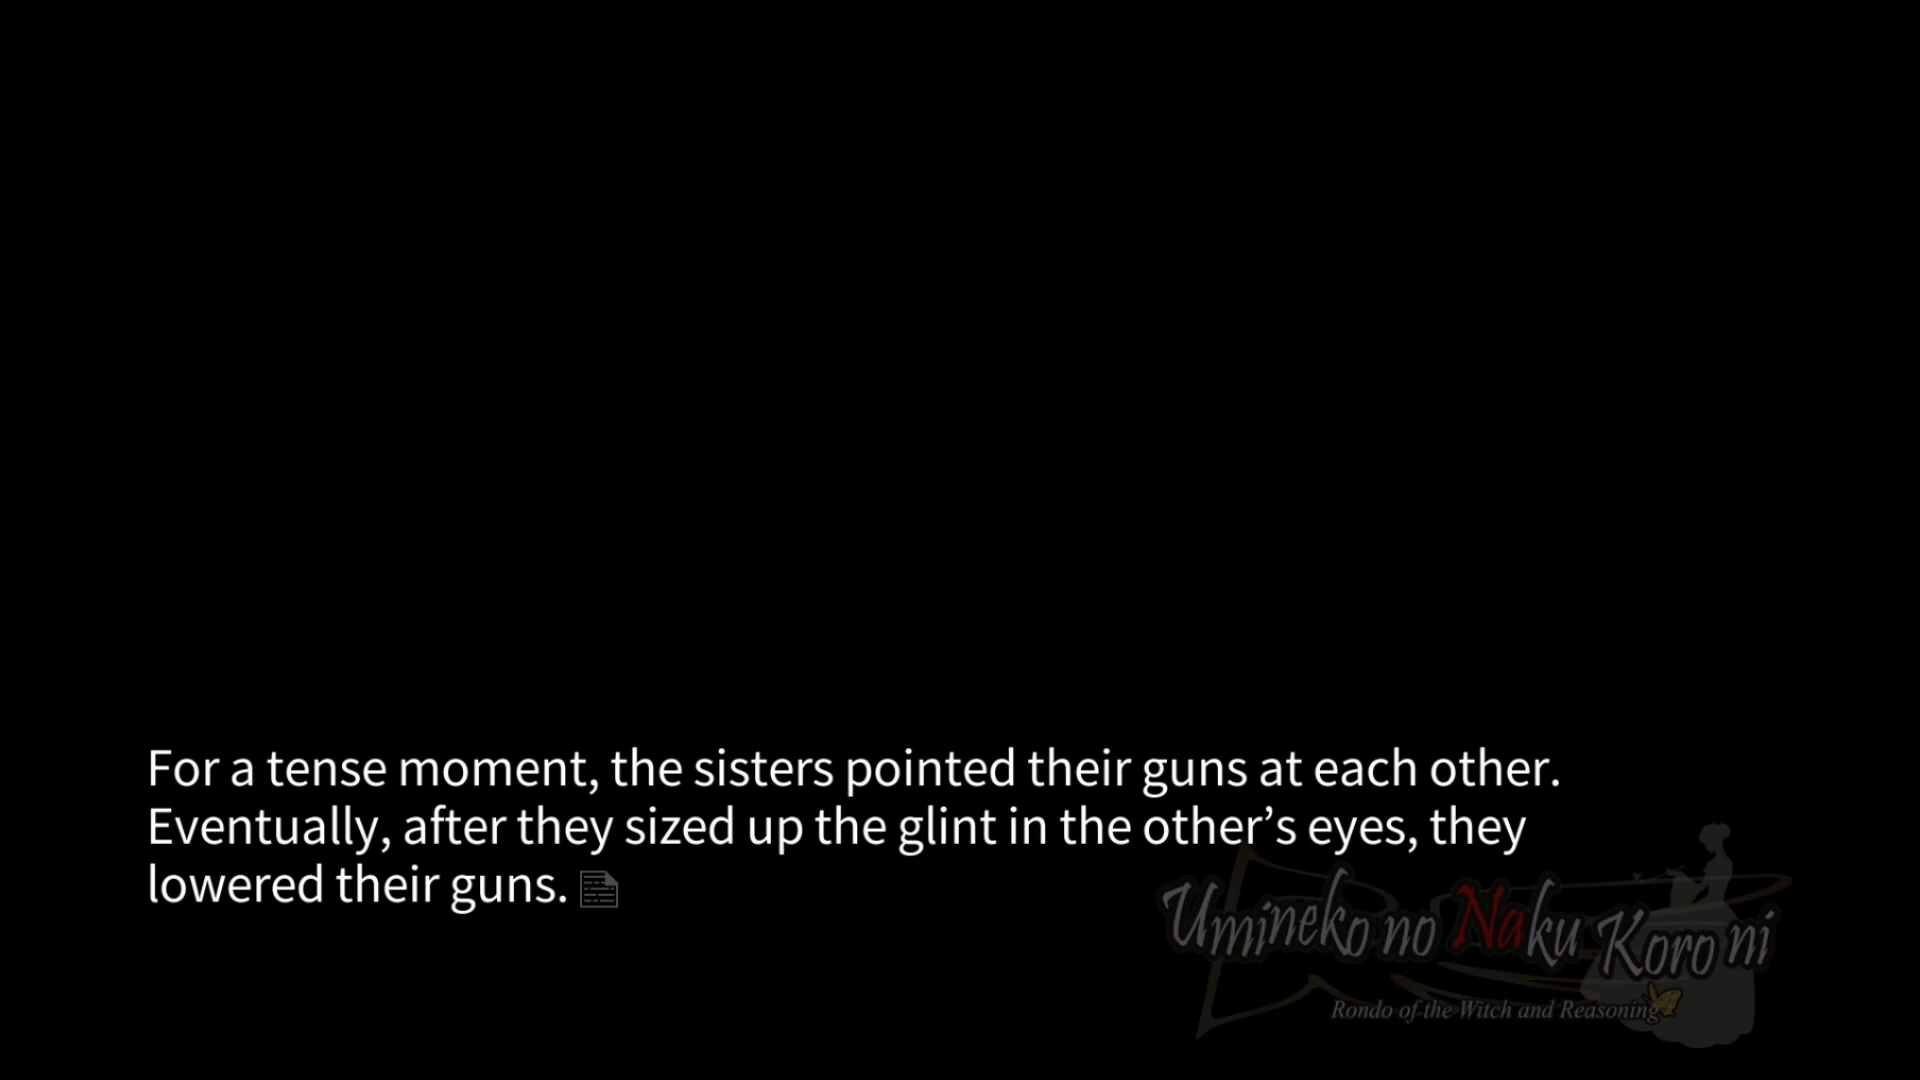 For a tense moment, the sisters pointed their guns at each other.
Eventually, after they sized up the glint in the other’s eyes, they
lowered their guns.
Umineko no Naku Koro ni
Rondo of the Witch and Reasoning